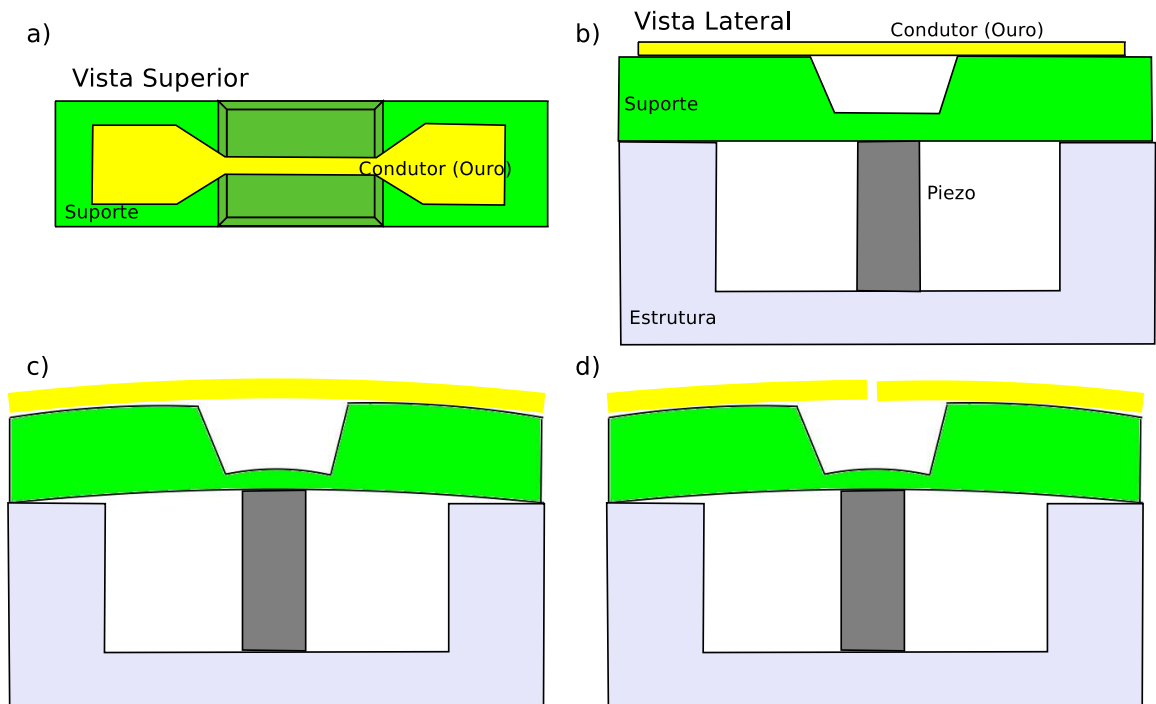 a)
Vista Superior
Condutor (Ouro)
Suporte
b)
Vista Lateral
Condutor (Ouro)
Suporte
Piezo
Estrutura
c)
d)